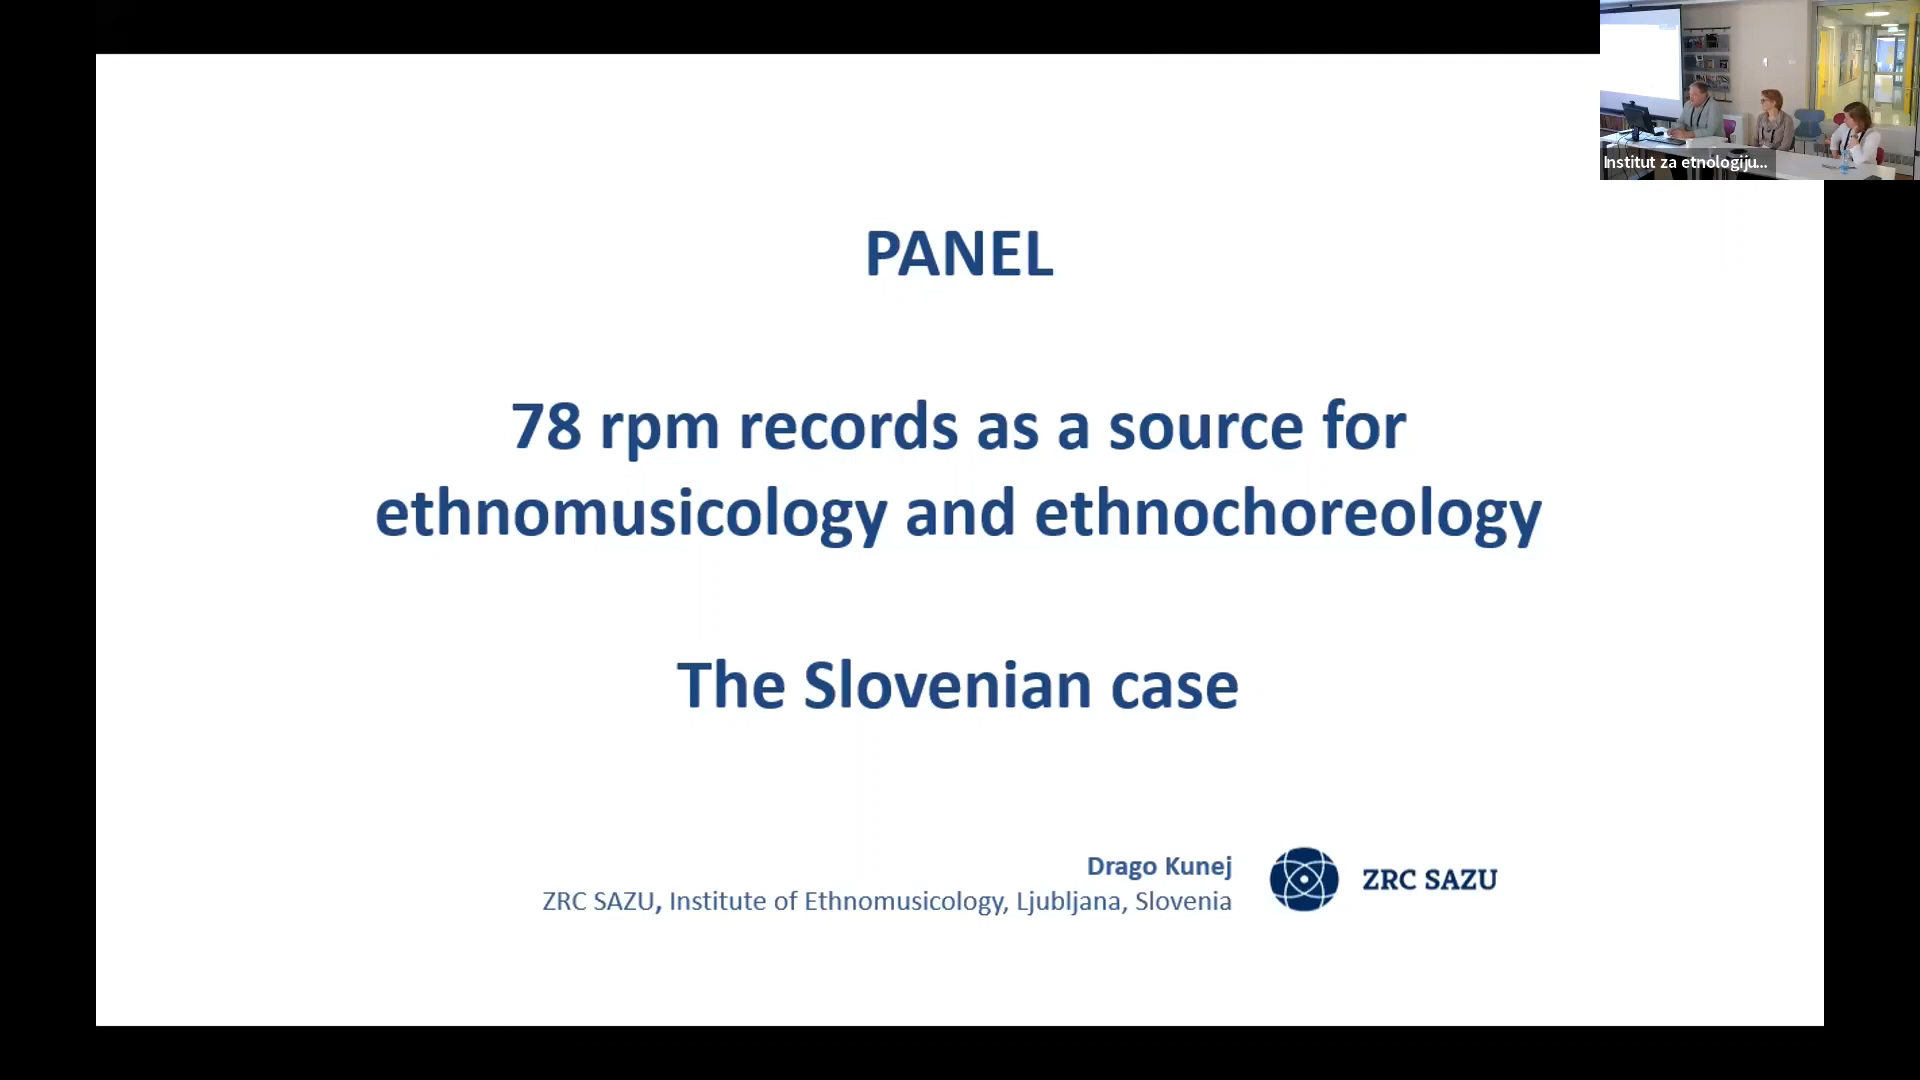 Institut za etnologiju...
PANEL
78 rpm records as a source for
ethnomusicology and ethnochoreology
The Slovenian case
Drago Kunej
ZRC SAZU, Institute of Ethnomusicology, Ljubljana, Slovenia
ZRC SAZU